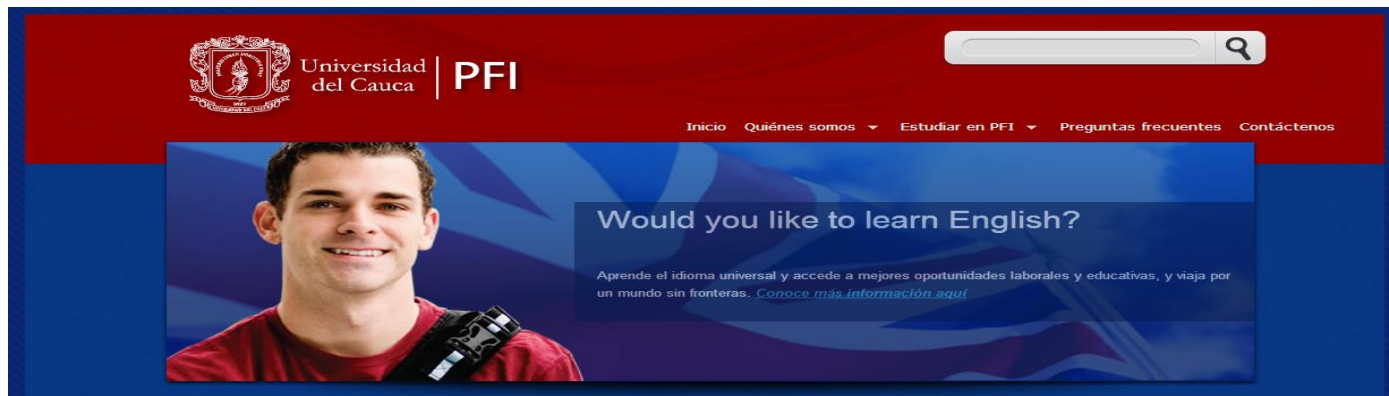 Universidad
del Cauca
PFI
Inicio Quiénes somos Estudiar en PFI Preguntas frecuentes Contáctenos
Would you like to learn English?
Aprende el idioma universal y accede a mejores oportunidades laborales y educativas, y viaja por
un mundo sin fronteras. Conoce más información aquí